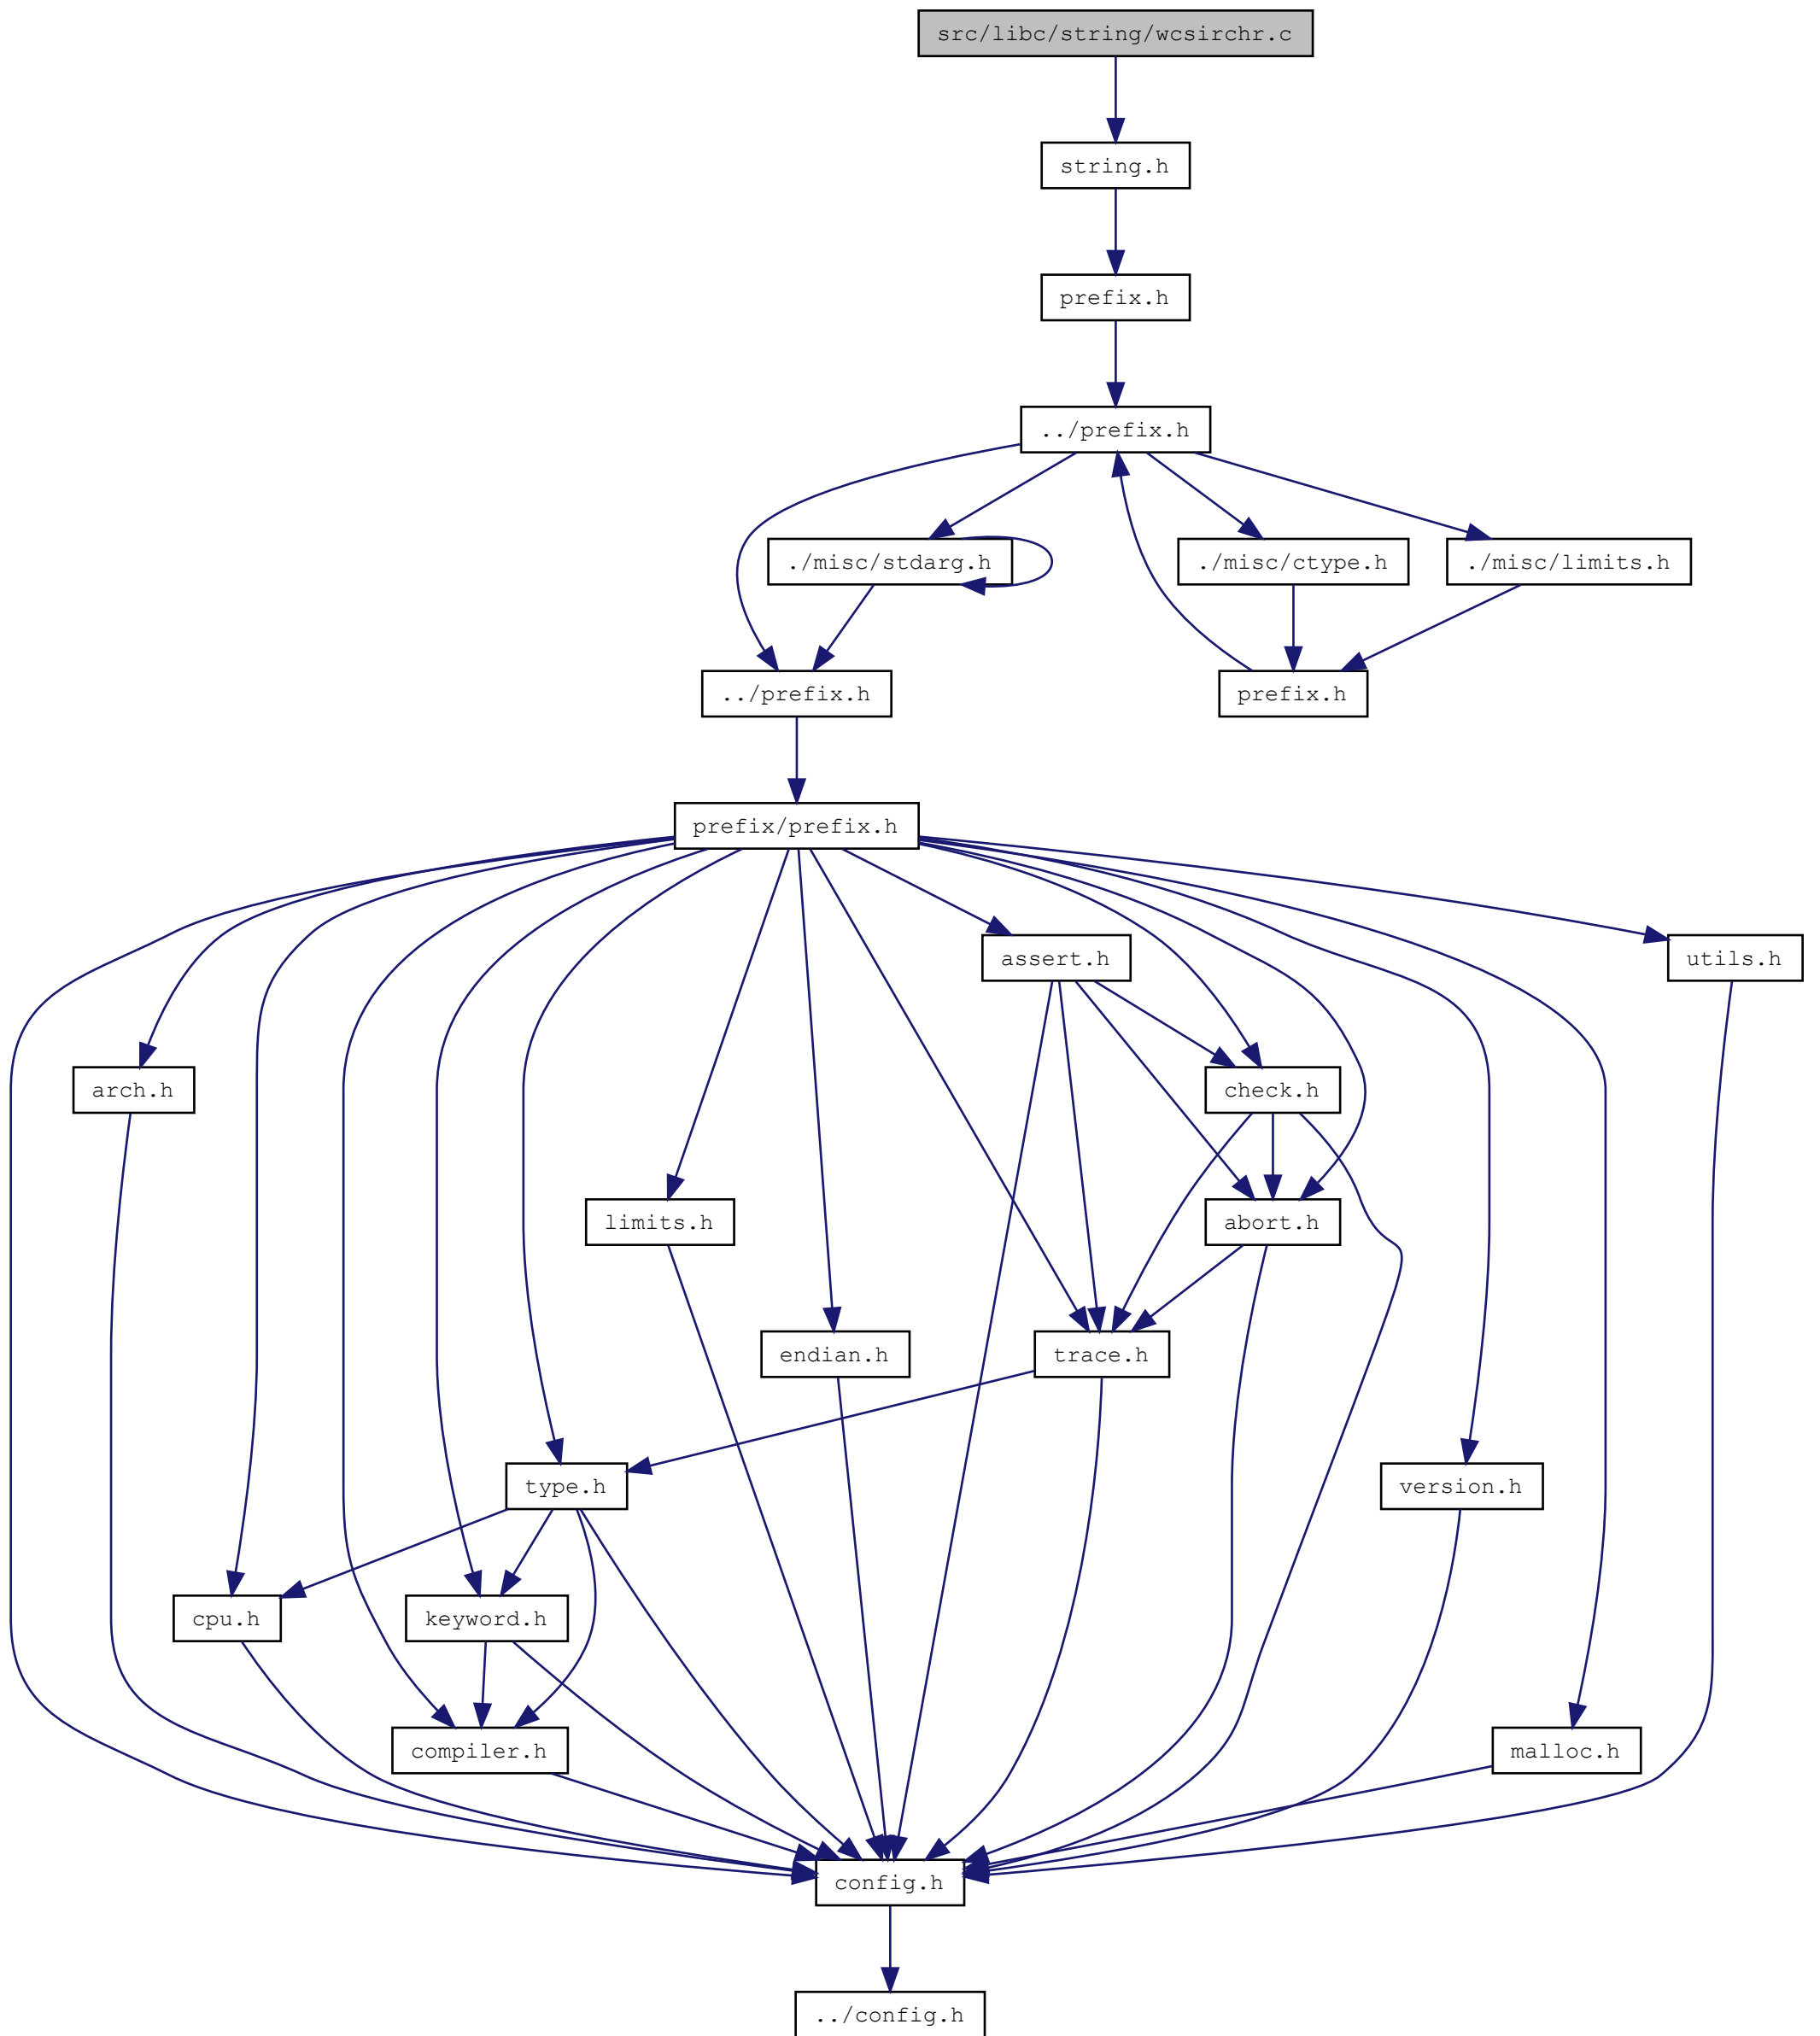 src/libc/string/wcsirchr.c
string.h
prefix.h
../prefix.h
./misc/stdarg.h
./misc/ctype.h
./misc/limits.h
../prefix.h
prefix.h
prefix/prefix.h
assert.h
utils.h
arch.h
check.h
limits.h
abort.h
endian.h
trace.h
type.h
version.h
cpu.h
keyword.h
compiler.h
malloc.h
config.h
../config.h